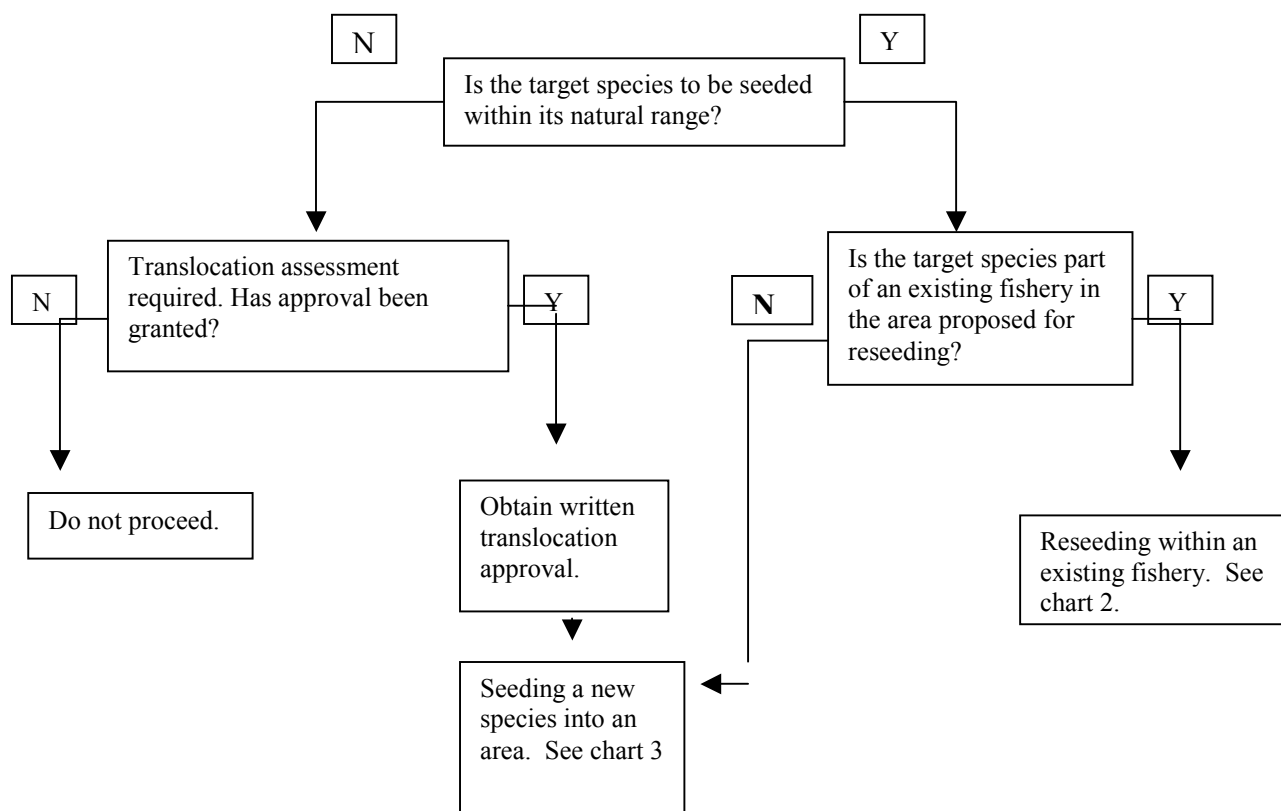 N
Y
Is the target species to be seeded
within its natural range?
N
Translocation assessment
required. Has approval been
granted?
Y
N
Is the target species part
of an existing fishery in
the area proposed for
reseeding?
Y
Do not proceed.
Obtain written
translocation
approval.
Reseeding within an
existing fishery. See
chart 2.
Seeding a new
species into an
area. See chart 3